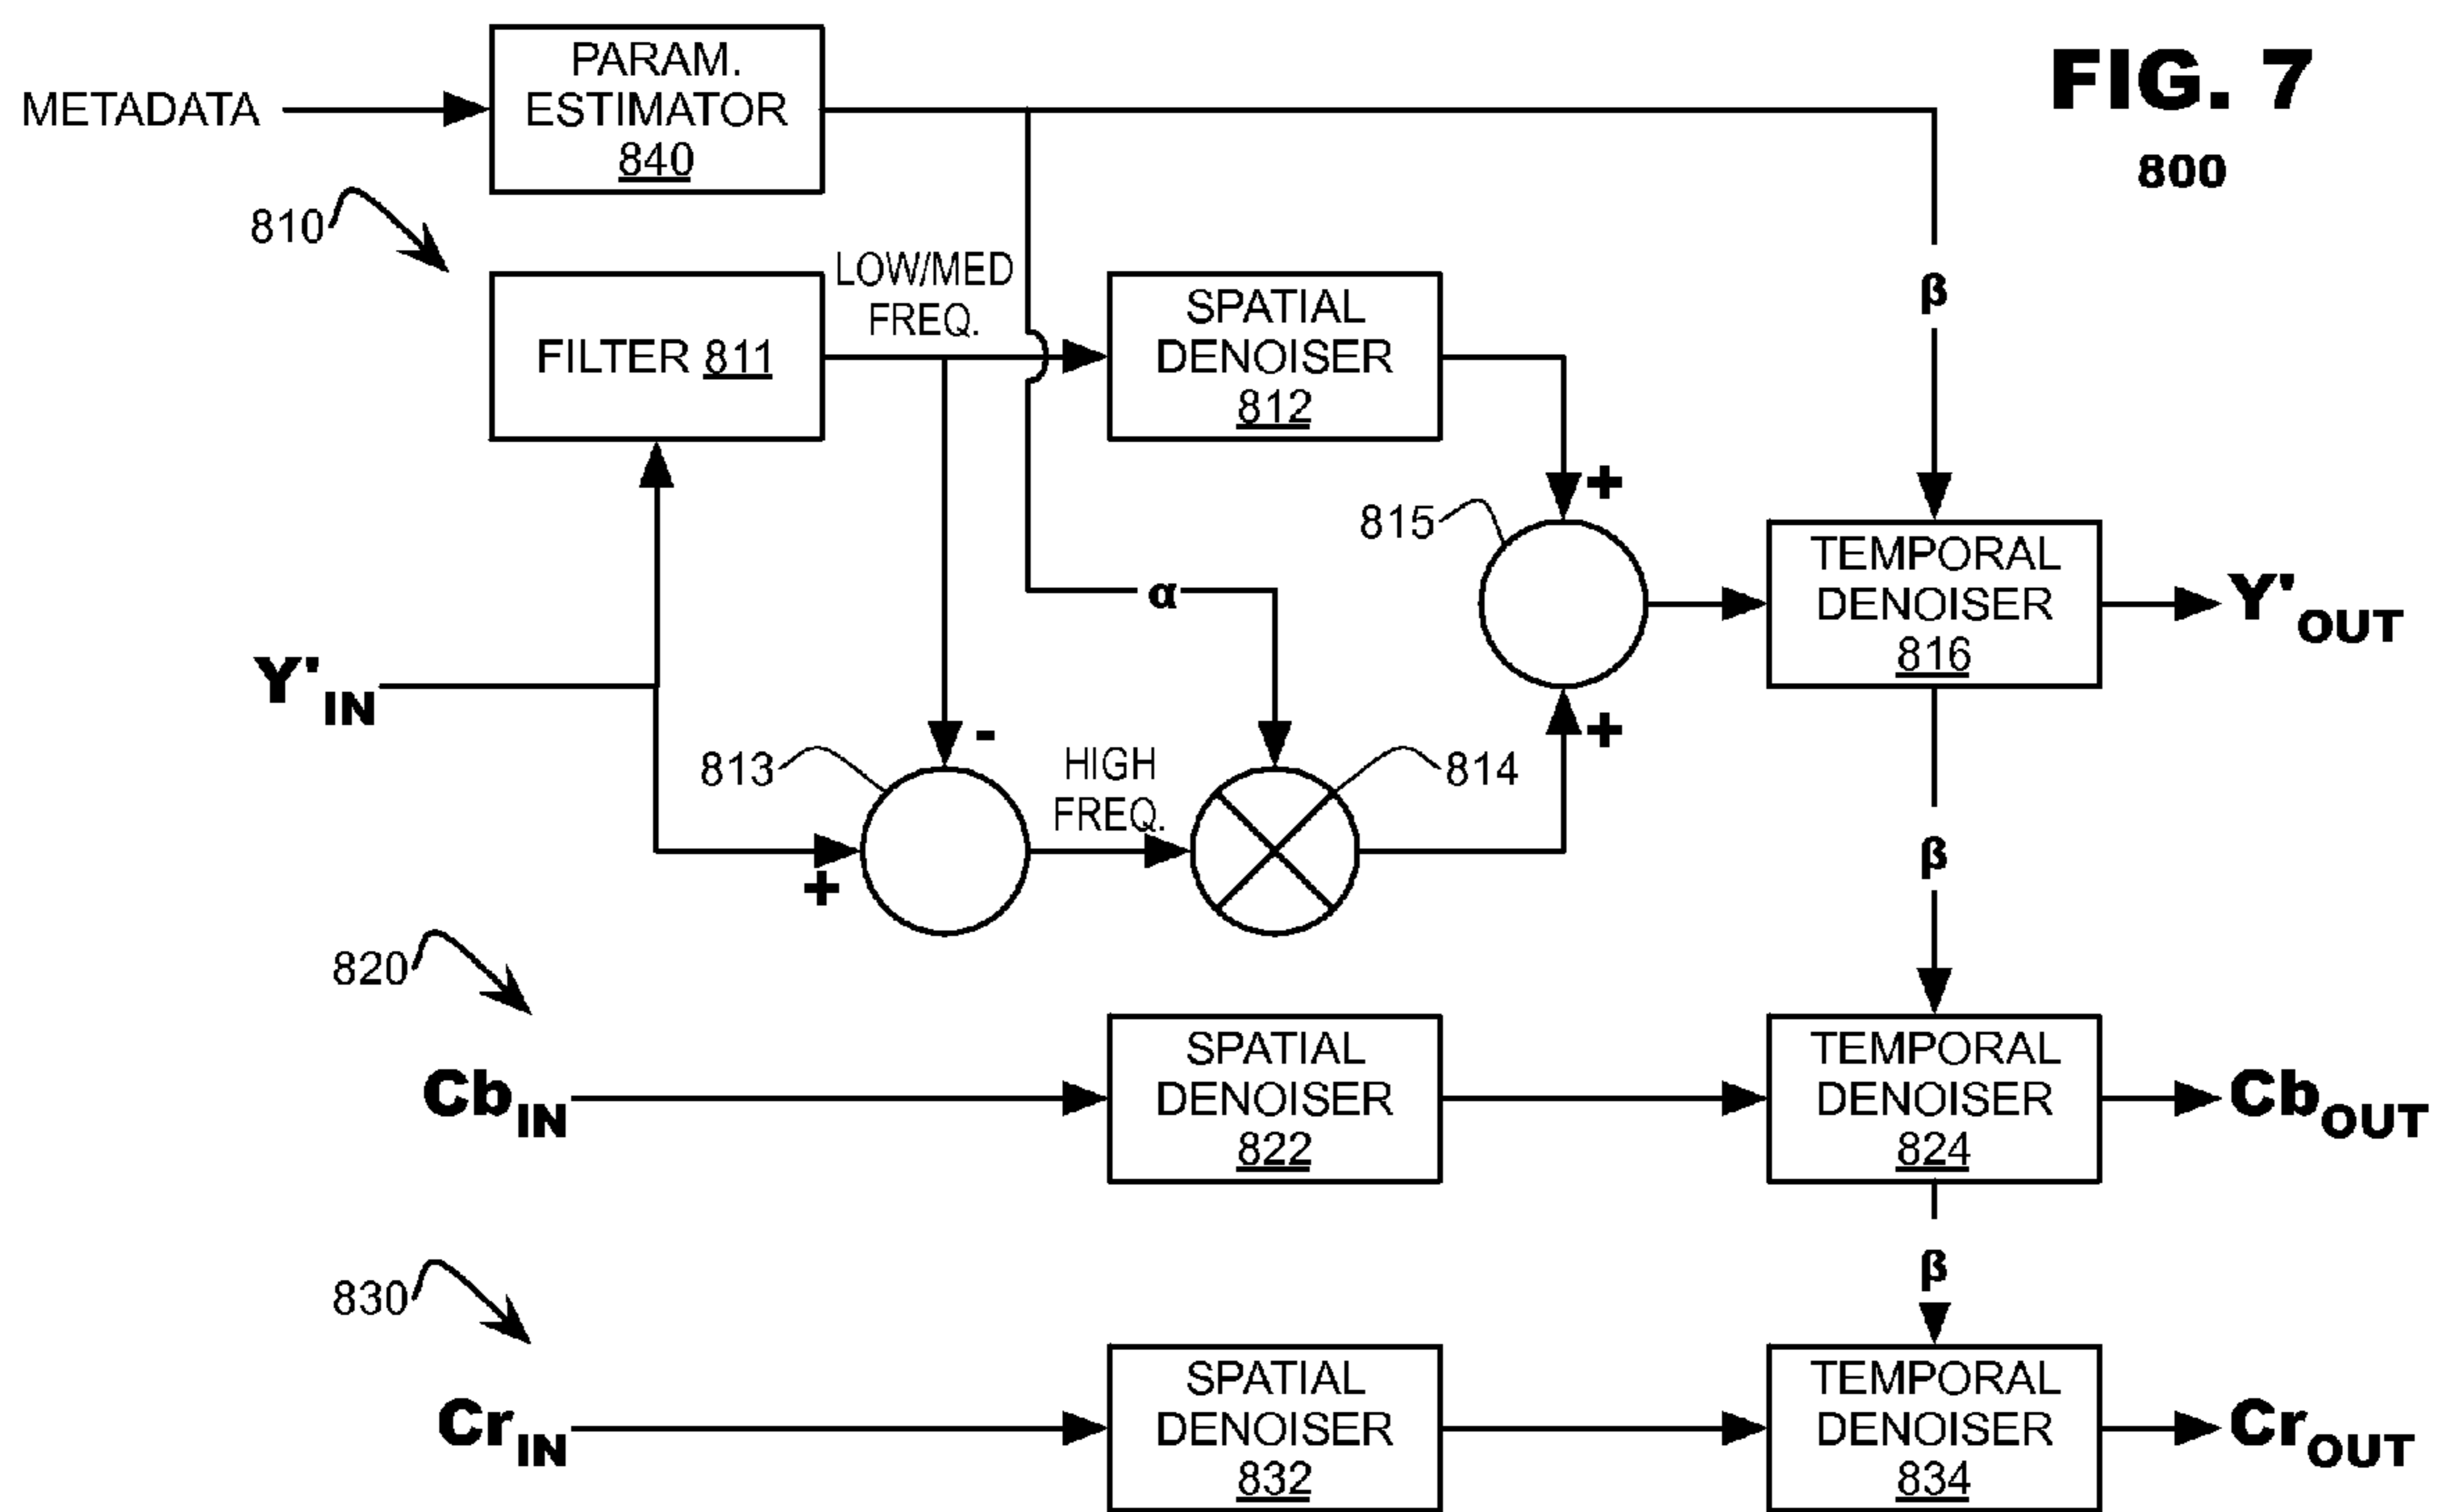 FIG. 7
800
METADATA
PARAM.
ESTIMATOR
840
810
LOW/MED
FREQ.
FILTER 811
SPATIAL
DENOISER
812
β
+
815
TEMPORAL
DENOISER
816
Y'OUT
α
Y'IN
-
+
813
HIGH
FREQ.
814
+
β
820
CbIN
SPATIAL
DENOISER
822
TEMPORAL
DENOISER
824
CbOUT
β
830
CrIN
SPATIAL
DENOISER
832
TEMPORAL
DENOISER
834
CrOUT